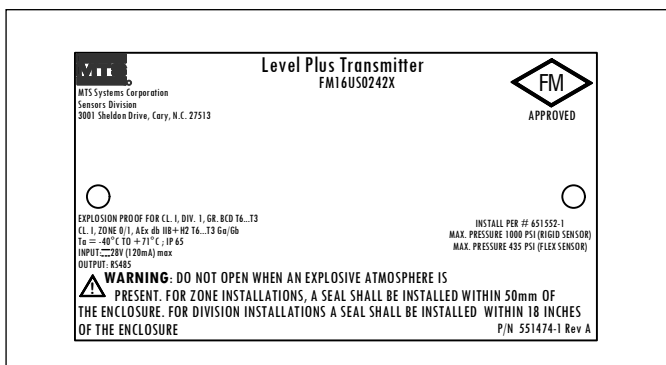 MTS
Level Plus Transmitter
FM16US0242X
MTS Systems Corporation
Sensors Division
3001 Sheldon Drive, Cary, N.C. 27513
FM
APPROVED
EXPLOSION PROOF FOR CL. I, DIV. 1, GR. BCD T6...T3
CL. I, ZONE 0/1, AEx db IIB+H2 T6...T3 Ga/Gb
Ta = -40°C TO +71°C ; IP 65
INPUT:⎓28V (120mA) max
OUTPUT: RS485
INSTALL PER # 651552-1
MAX. PRESSURE 1000 PSI (RIGID SENSOR)
MAX. PRESSURE 435 PSI (FLEX SENSOR)
WARNING: DO NOT OPEN WHEN AN EXPLOSIVE ATMOSPHERE IS
PRESENT. FOR ZONE INSTALLATIONS, A SEAL SHALL BE INSTALLED WITHIN 50mm OF
THE ENCLOSURE. FOR DIVISION INSTALLATIONS A SEAL SHALL BE INSTALLED WITHIN 18 INCHES
OF THE ENCLOSURE
P/N 551474-1 Rev A